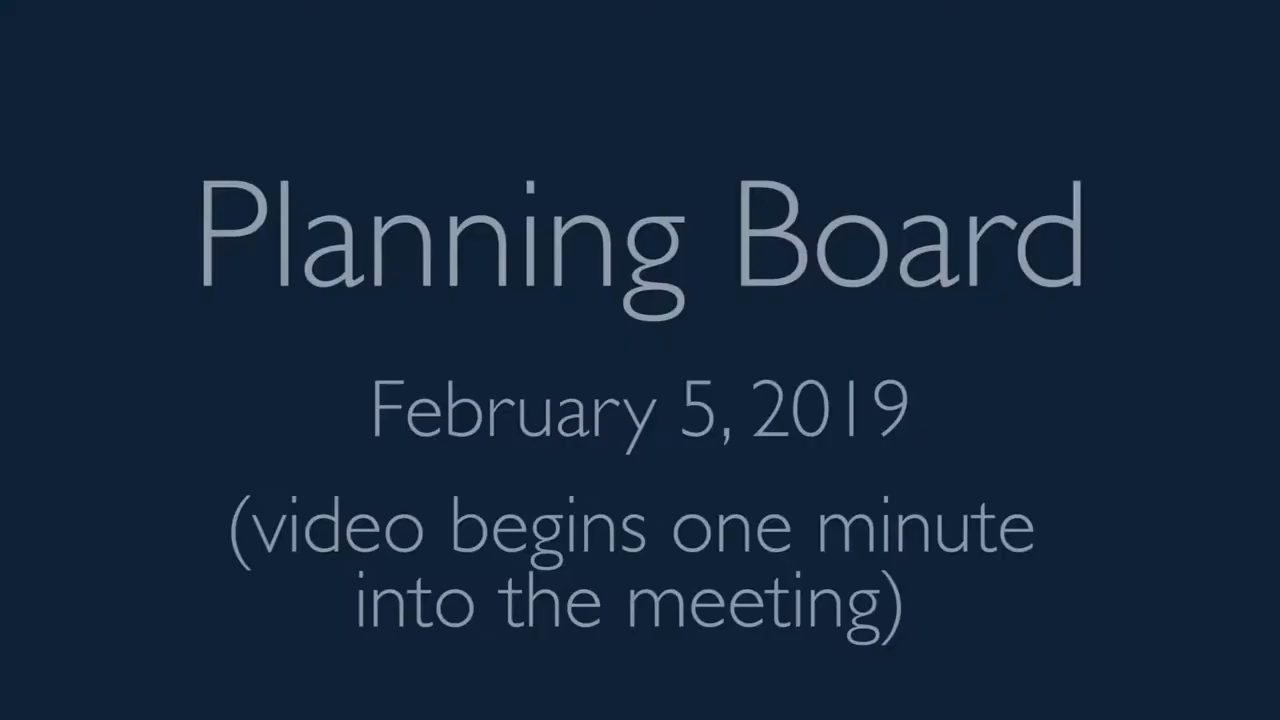 Planning Board
February 5, 2019
(video begins one minute
into the meeting)